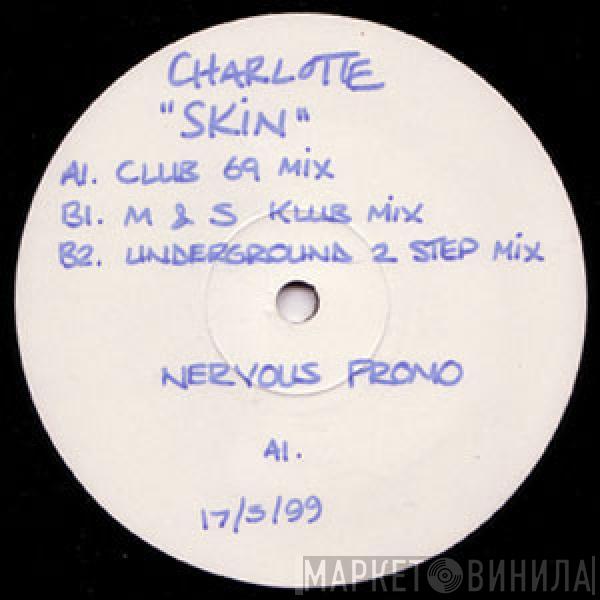 CHARLOTTE
"SKIN"
A1. CLUB 69 MIX
B1. M & S KLUB MIX
B2. UNDERGROUND 2 STEP MIX
NERVOUS PROMO
A1.
17/5/99
МАРКЕТ ВИНИЛА